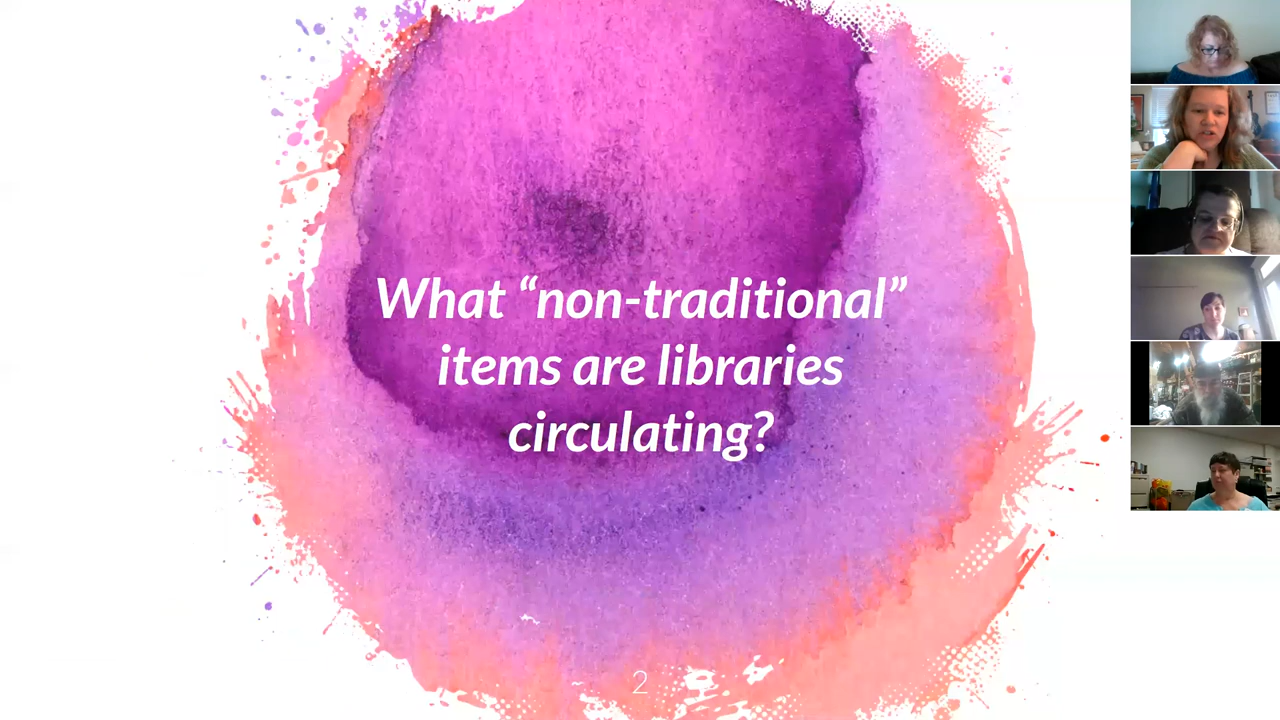 What “non-traditional”
items are libraries
circulating?
2